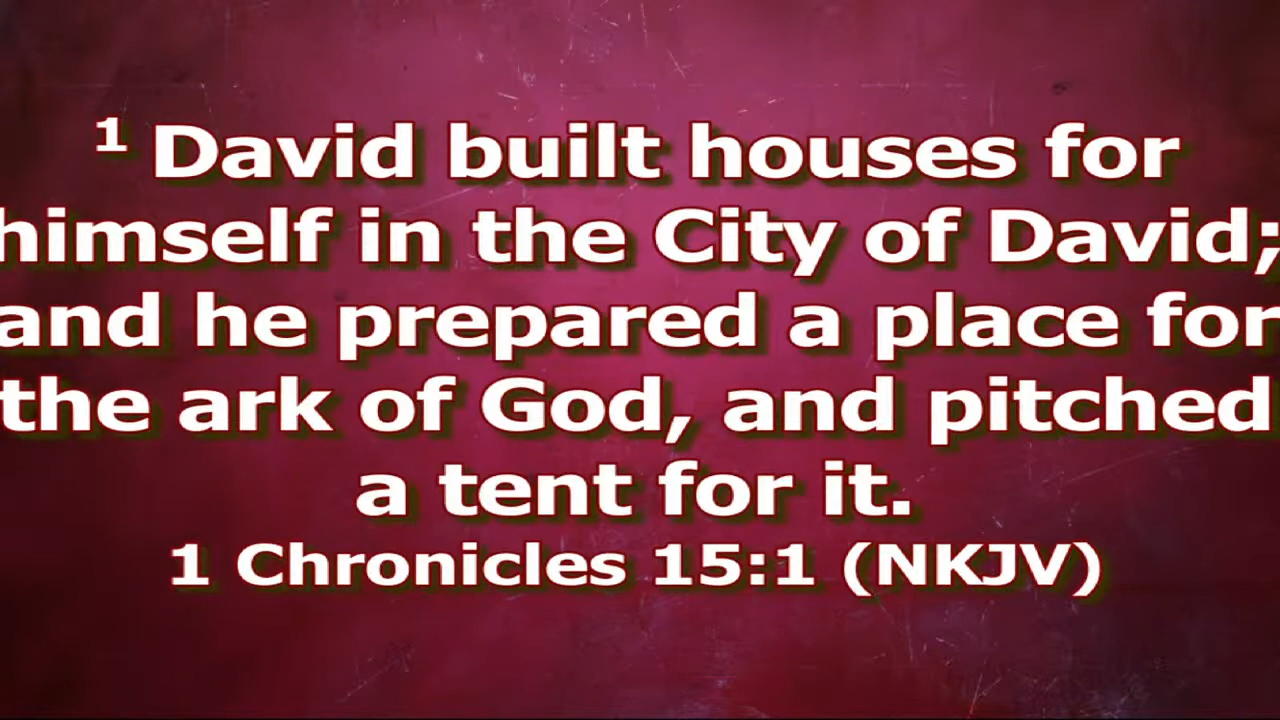 ¹ David built houses for
himself in the City of David;
and he prepared a place for
the ark of God, and pitched
a tent for it.
1 Chronicles 15:1 (NKJV)